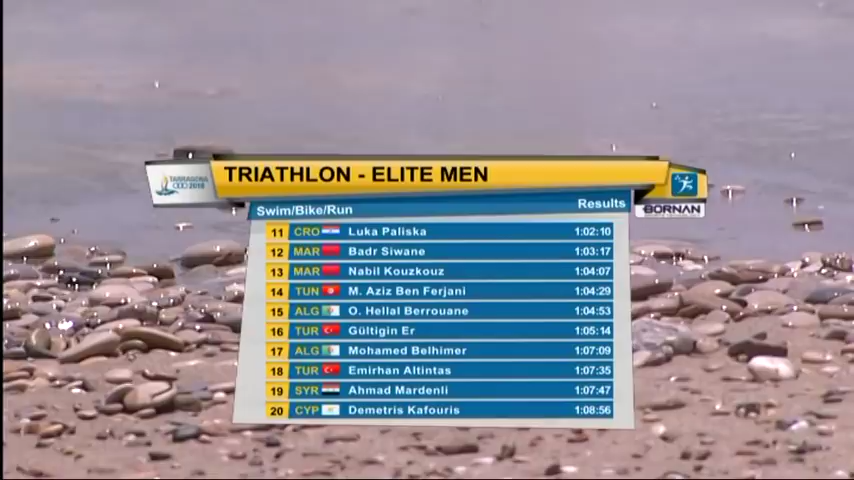 TRIATHLON - ELITE MEN
TARRAGONA
2018
BORNAN
Swim/Bike/Run Results
11 CRO Luka Paliska 1:02:10
12 MAR Badr Siwane 1:03:17
13 MAR Nabil Kouzkouz 1:04:07
14 TUN M. Aziz Ben Ferjani 1:04:29
15 ALG O. Hellal Berrouane 1:04:53
16 TUR Gültigin Er 1:05:14
17 ALG Mohamed Belhimer 1:07:09
18 TUR Emirhan Altintas 1:07:35
19 SYR Ahmad Mardenli 1:07:47
20 CYP Demetris Kafouris 1:08:56